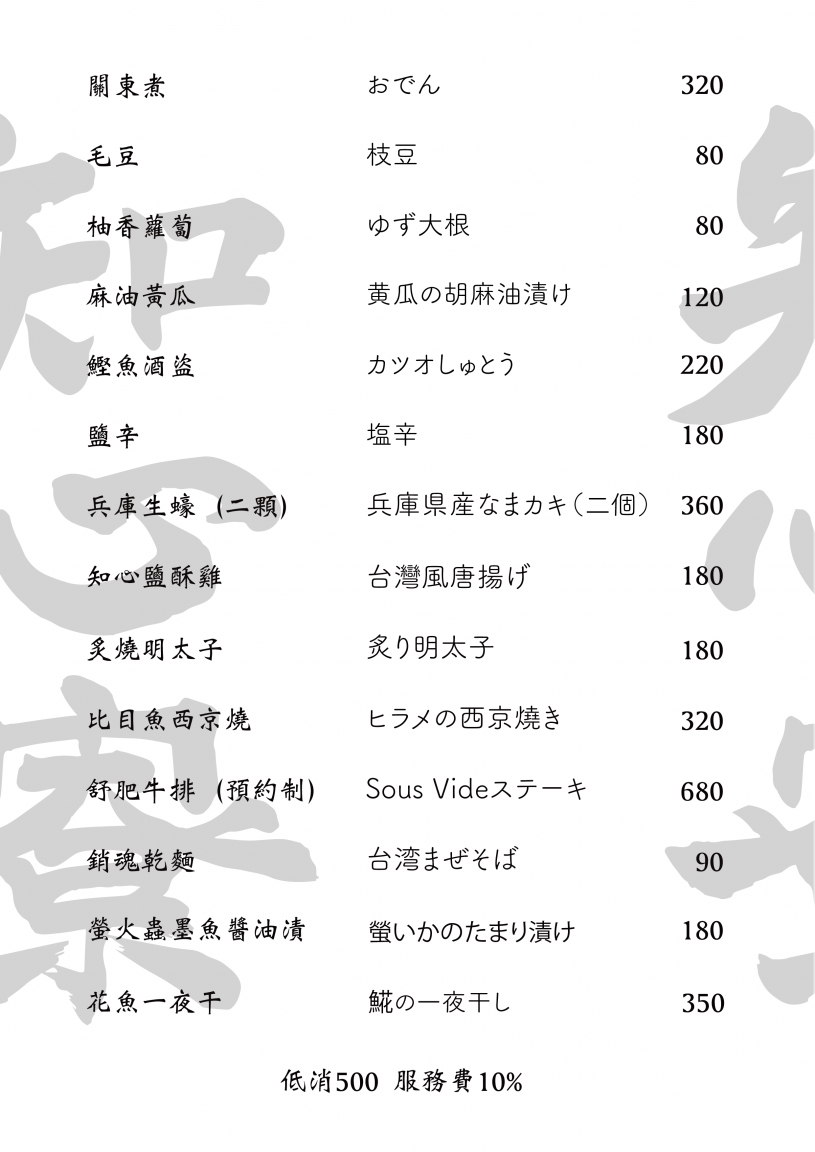 關東煮 おでん 320
毛豆 枝豆 80
柚香蘿蔔 ゆず大根 80
麻油黃瓜 黄瓜の胡麻油漬け 120
鰹魚酒盜 カツオしゅとう 220
鹽辛 塩辛 180
兵庫生蠔 (二顆) 兵庫県産なまカキ（二個） 360
知心鹽酥雞 台灣風唐揚げ 180
炙燒明太子 炙り明太子 180
比目魚西京燒 ヒラメの西京燒き 320
舒肥牛排 (預約制) Sous Videステーキ 680
銷魂乾麵 台湾まぜそば 90
螢火蟲墨魚醬油漬 螢いかのたまり漬け 180
花魚一夜干 𩸽の一夜干し 350
低消500 服務費10%